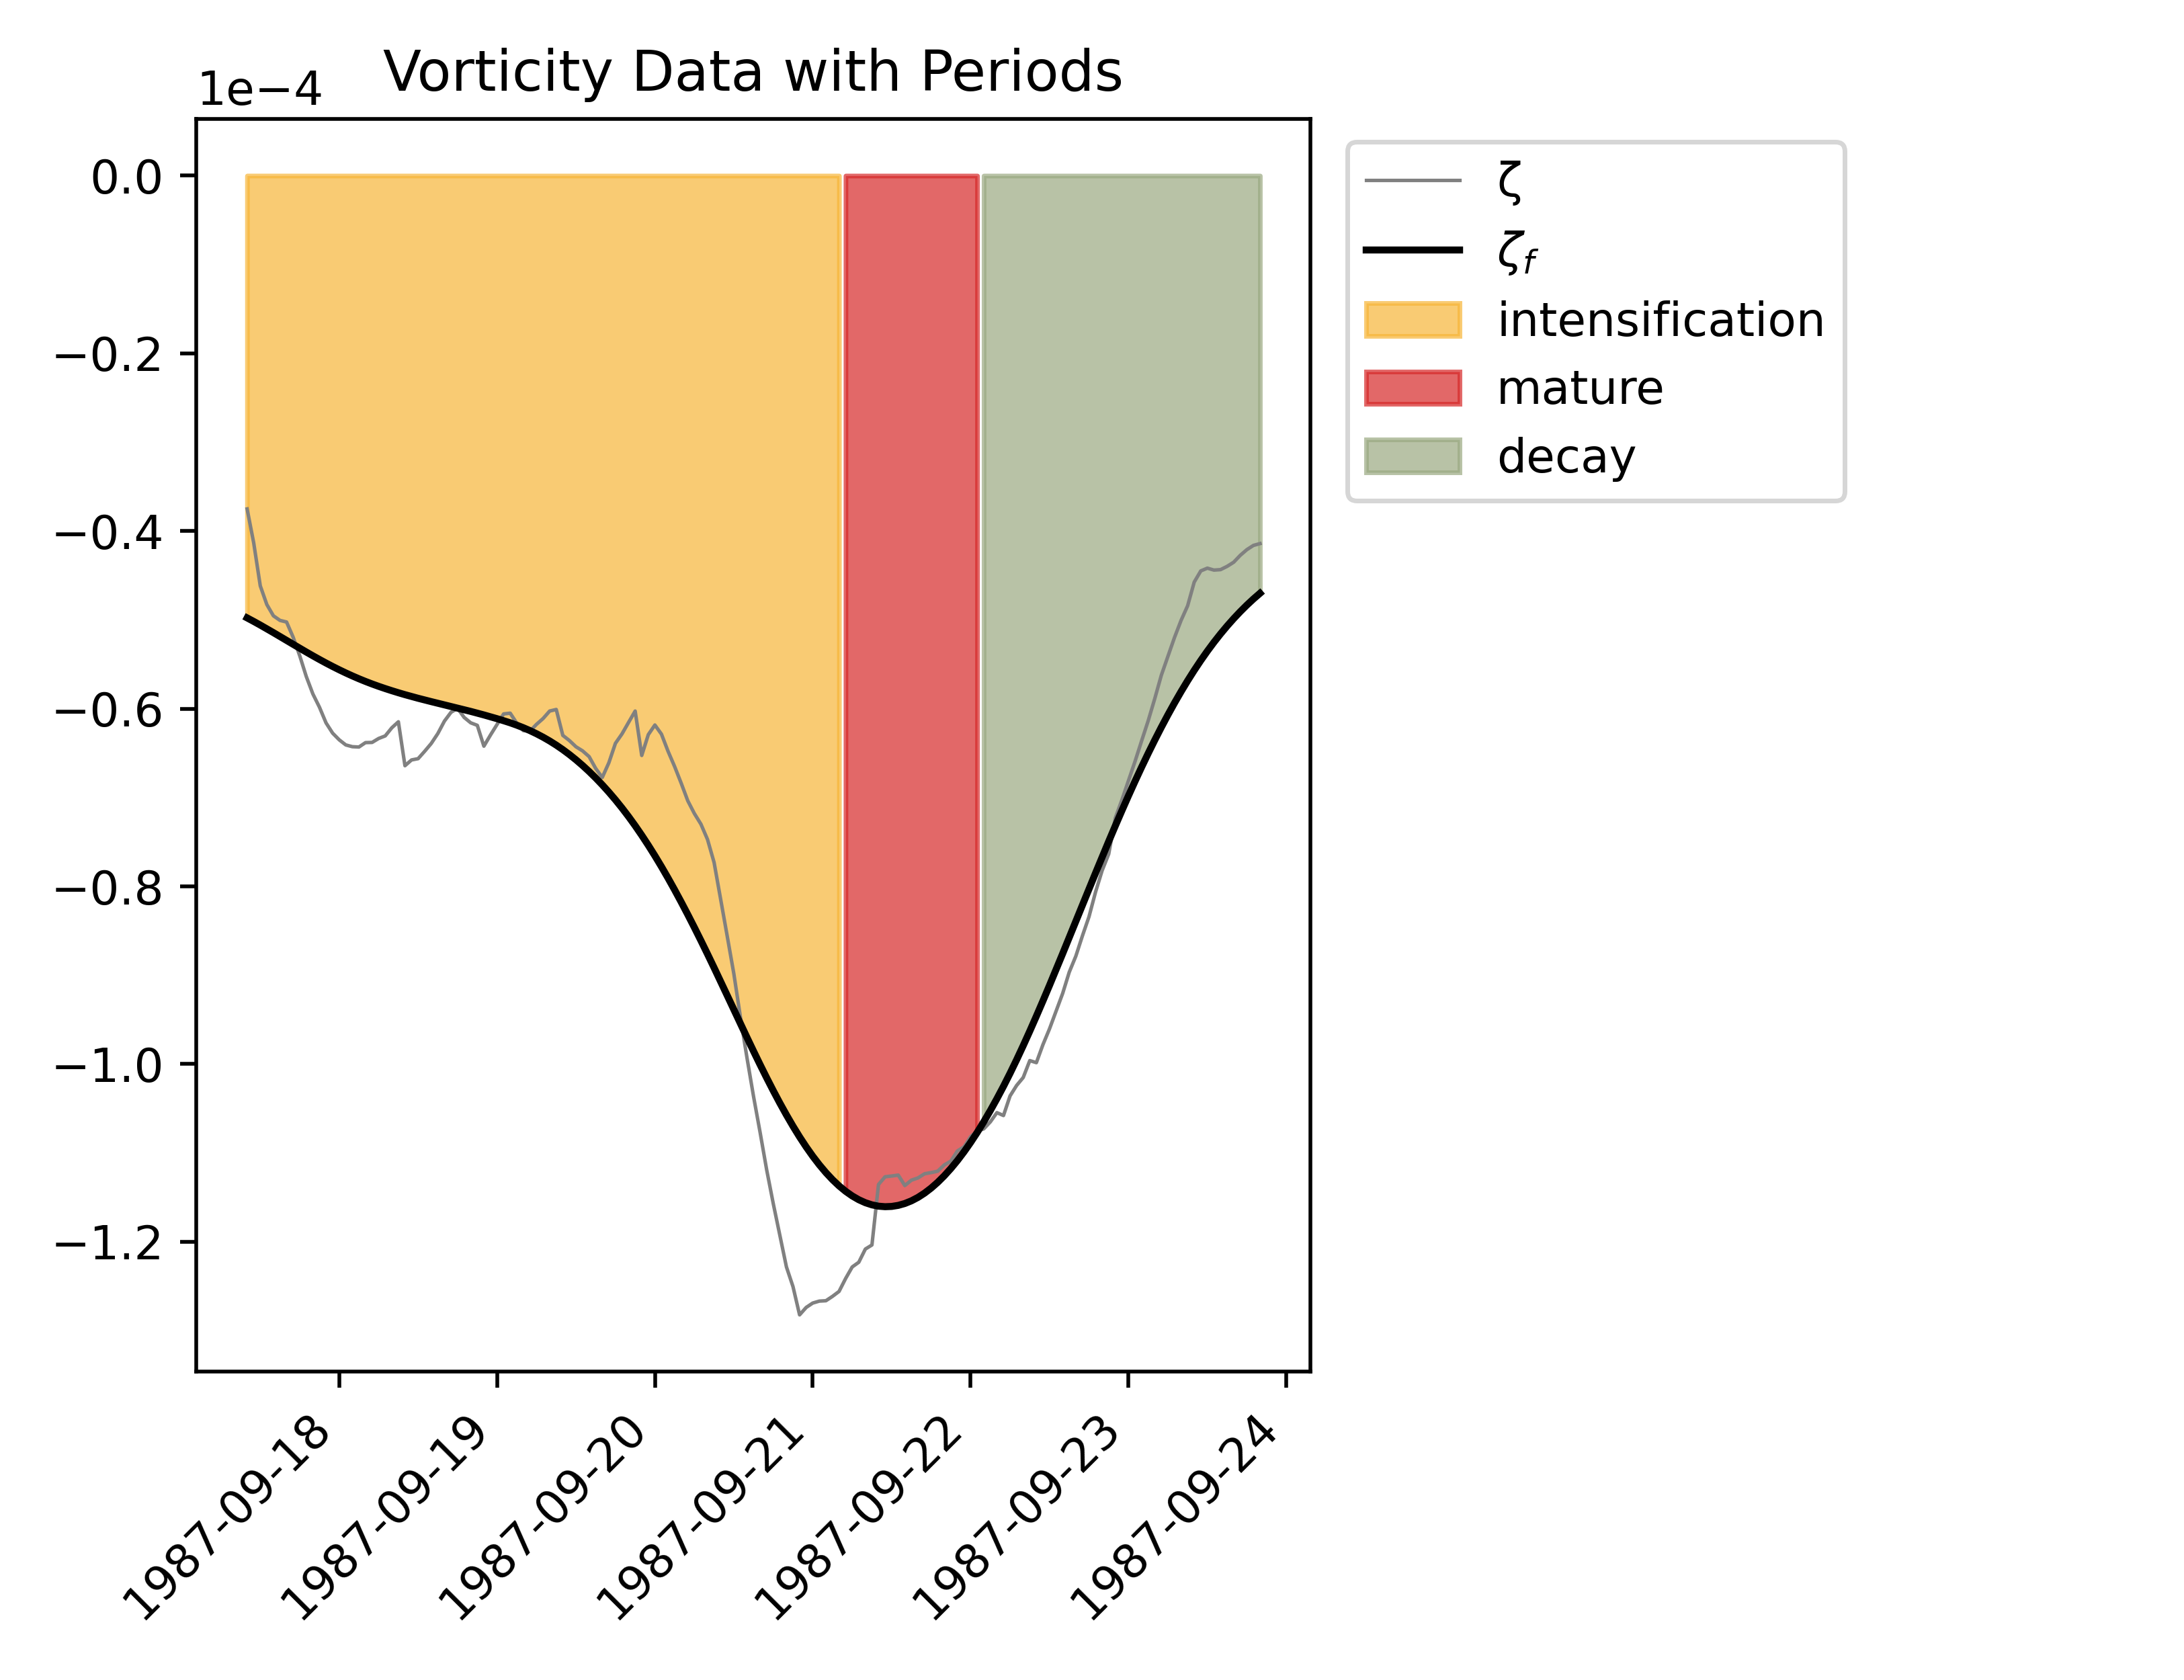 Vorticity Data with Periods
1e−4
0.0
−0.2
−0.4
−0.6
−0.8
−1.0
−1.2
1987-09-18
1987-09-19
1987-09-20
1987-09-21
1987-09-22
1987-09-23
1987-09-24
ζ
ζf
intensification
mature
decay